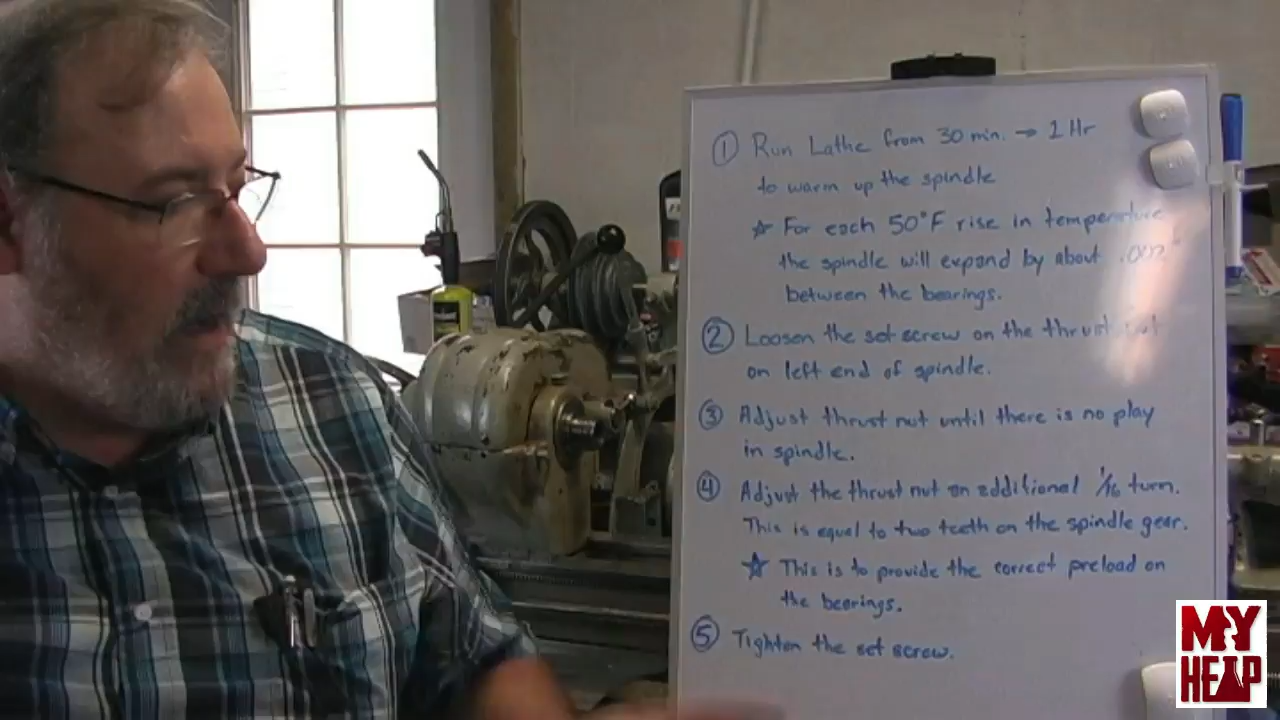 ① Run Lathe from 30 min. → 1 Hr
to warm up the spindle
☆ For each 50°F rise in temperature
the spindle will expand by about .002"
between the bearings.
② Loosen the set screw on the thrust nut
on left end of spindle.
③ Adjust thrust nut until there is no play
in spindle.
④ Adjust the thrust nut an additional 1/16 turn.
This is equal to two teeth on the spindle gear.
☆ This is to provide the correct preload on
the bearings.
⑤ Tighten the set screw.
MY
HEAP